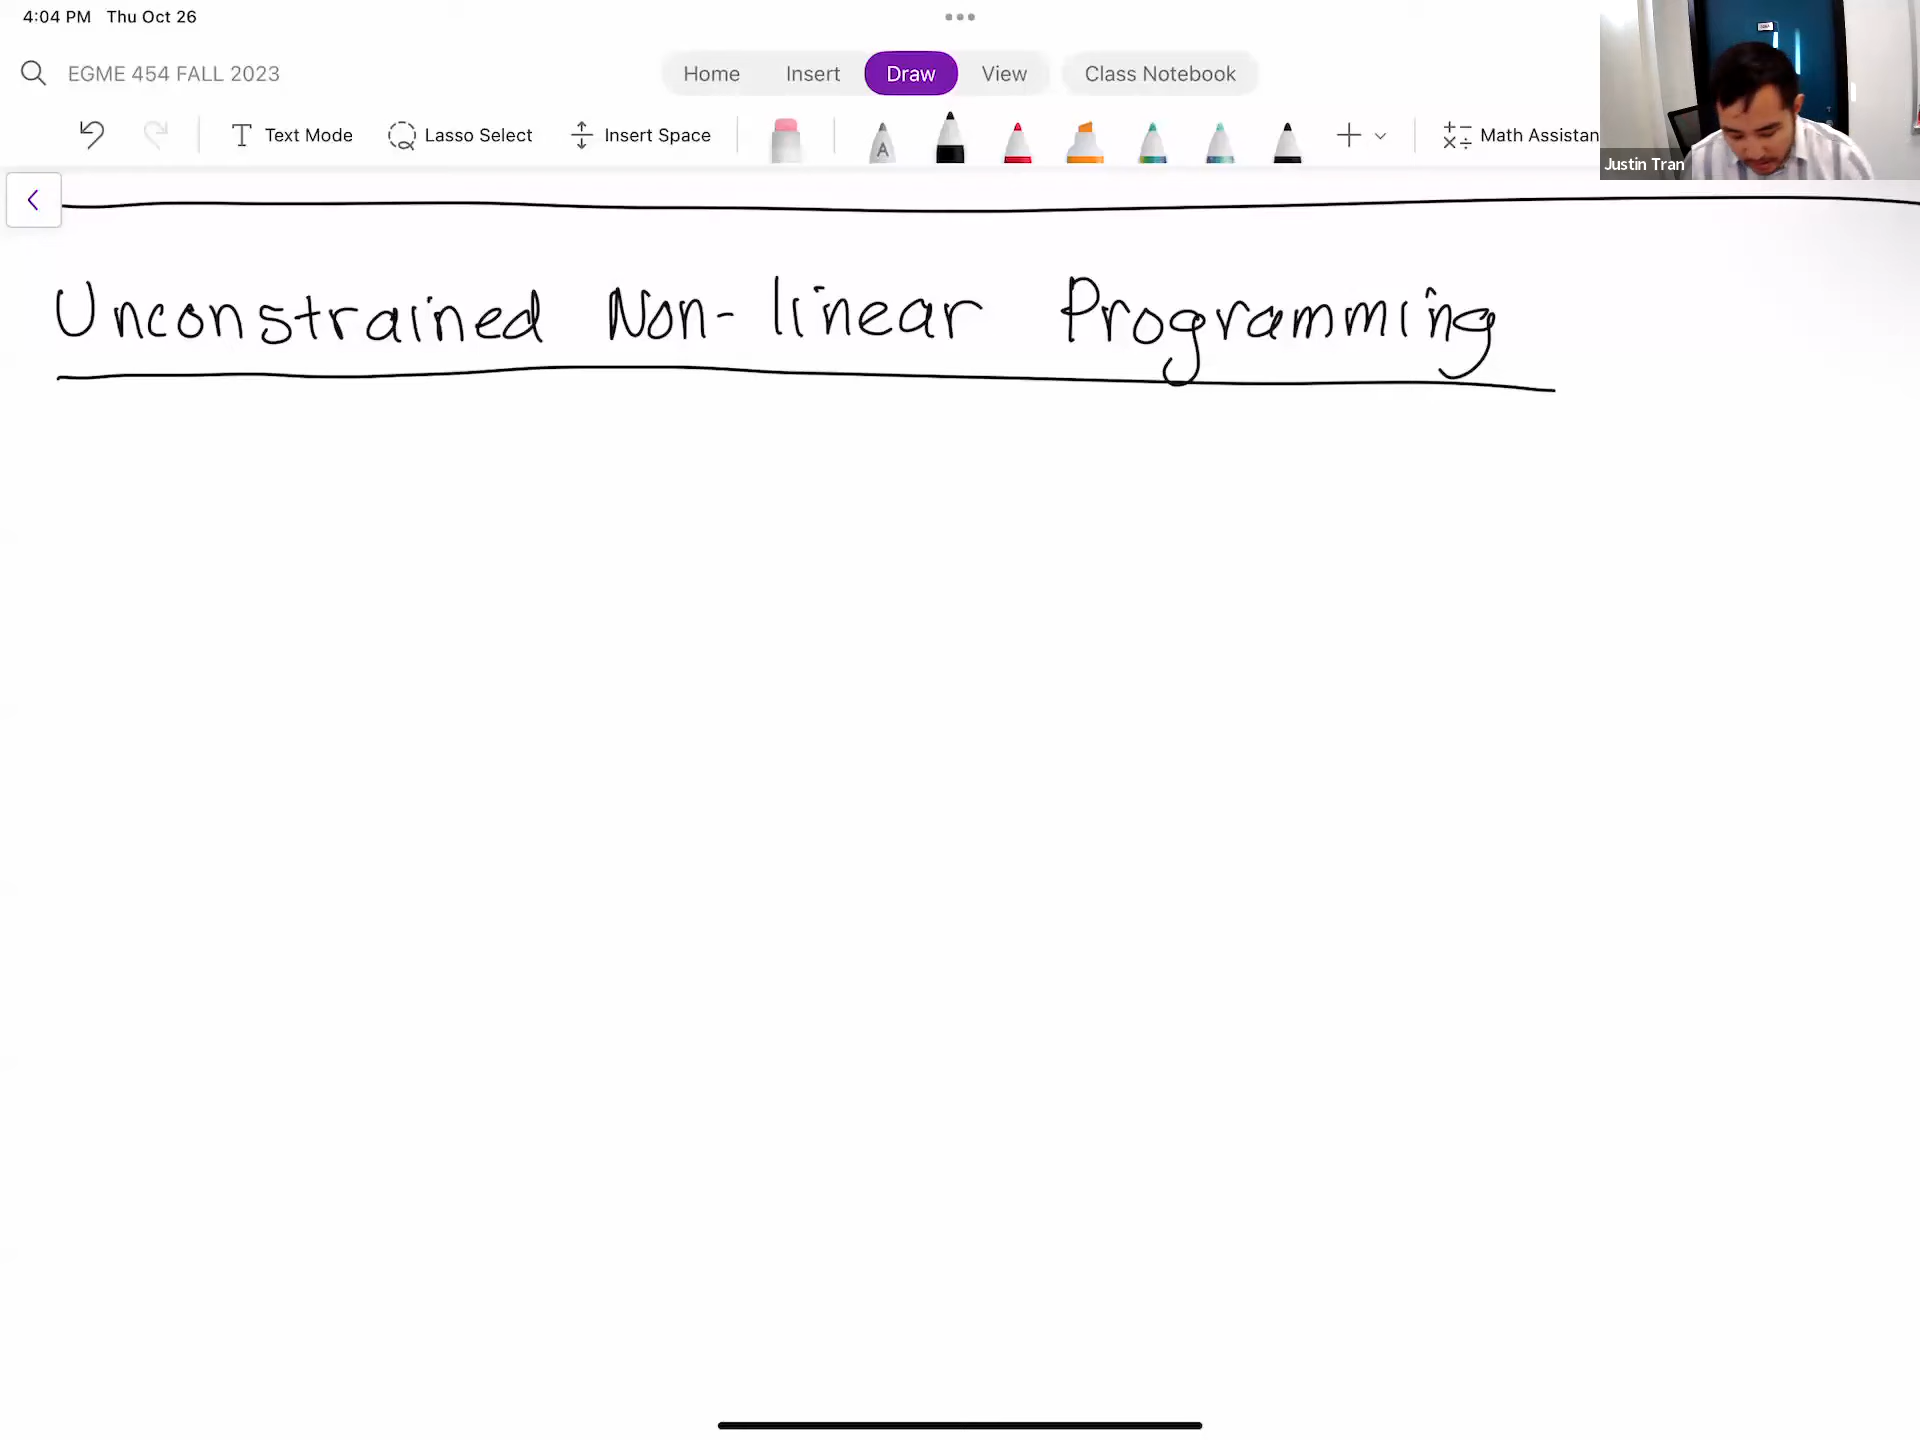 4:04 PM Thu Oct 26
EGME 454 FALL 2023
Home Insert Draw View Class Notebook
Text Mode Lasso Select Insert Space A Math Assistan
Justin Tran
Unconstrained Non-linear Programming